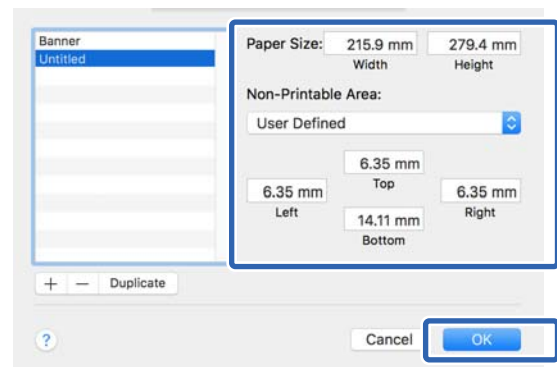 Banner
Untitled
Paper Size: 215.9 mm 279.4 mm
Width Height
Non-Printable Area:
User Defined
6.35 mm
Top
6.35 mm 6.35 mm
Left Right
14.11 mm
Bottom
+ − Duplicate
? Cancel OK